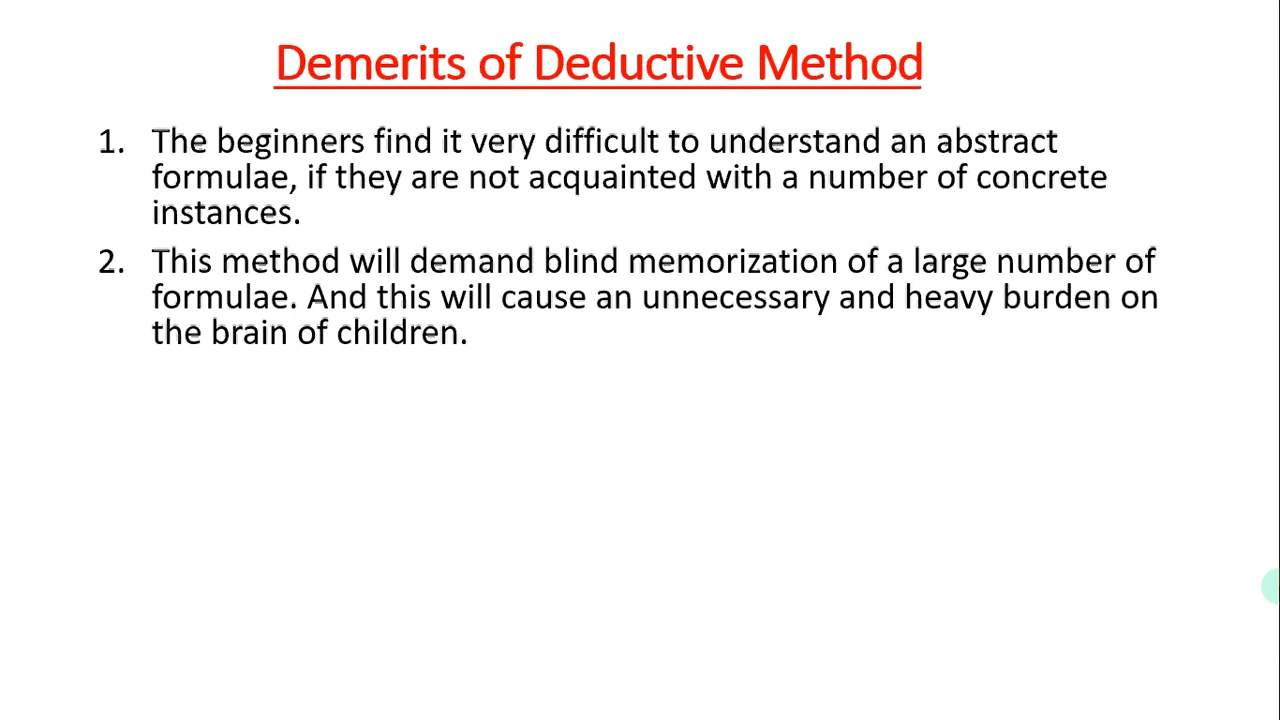 Demerits of Deductive Method
1. The beginners find it very difficult to understand an abstract
formulae, if they are not acquainted with a number of concrete
instances.
2. This method will demand blind memorization of a large number of
formulae. And this will cause an unnecessary and heavy burden on
the brain of children.